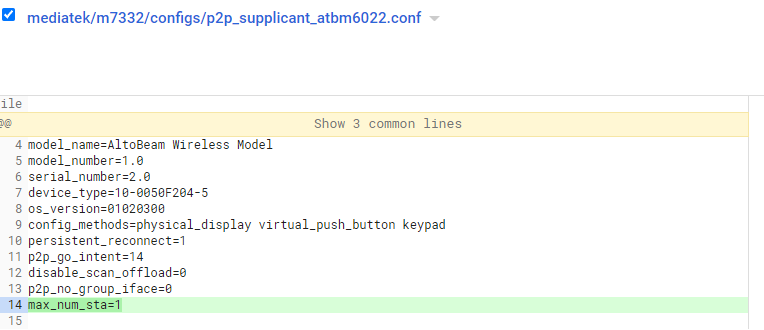 mediatek/m7332/configs/p2p_supplicant_atbm6022.conf
ile
@@ Show 3 common lines
4 model_name=AltoBeam Wireless Model
5 model_number=1.0
6 serial_number=2.0
7 device_type=10-0050F204-5
8 os_version=01020300
9 config_methods=physical_display virtual_push_button keypad
10 persistent_reconnect=1
11 p2p_go_intent=14
12 disable_scan_offload=0
13 p2p_no_group_iface=0
14 max_num_sta=1
15